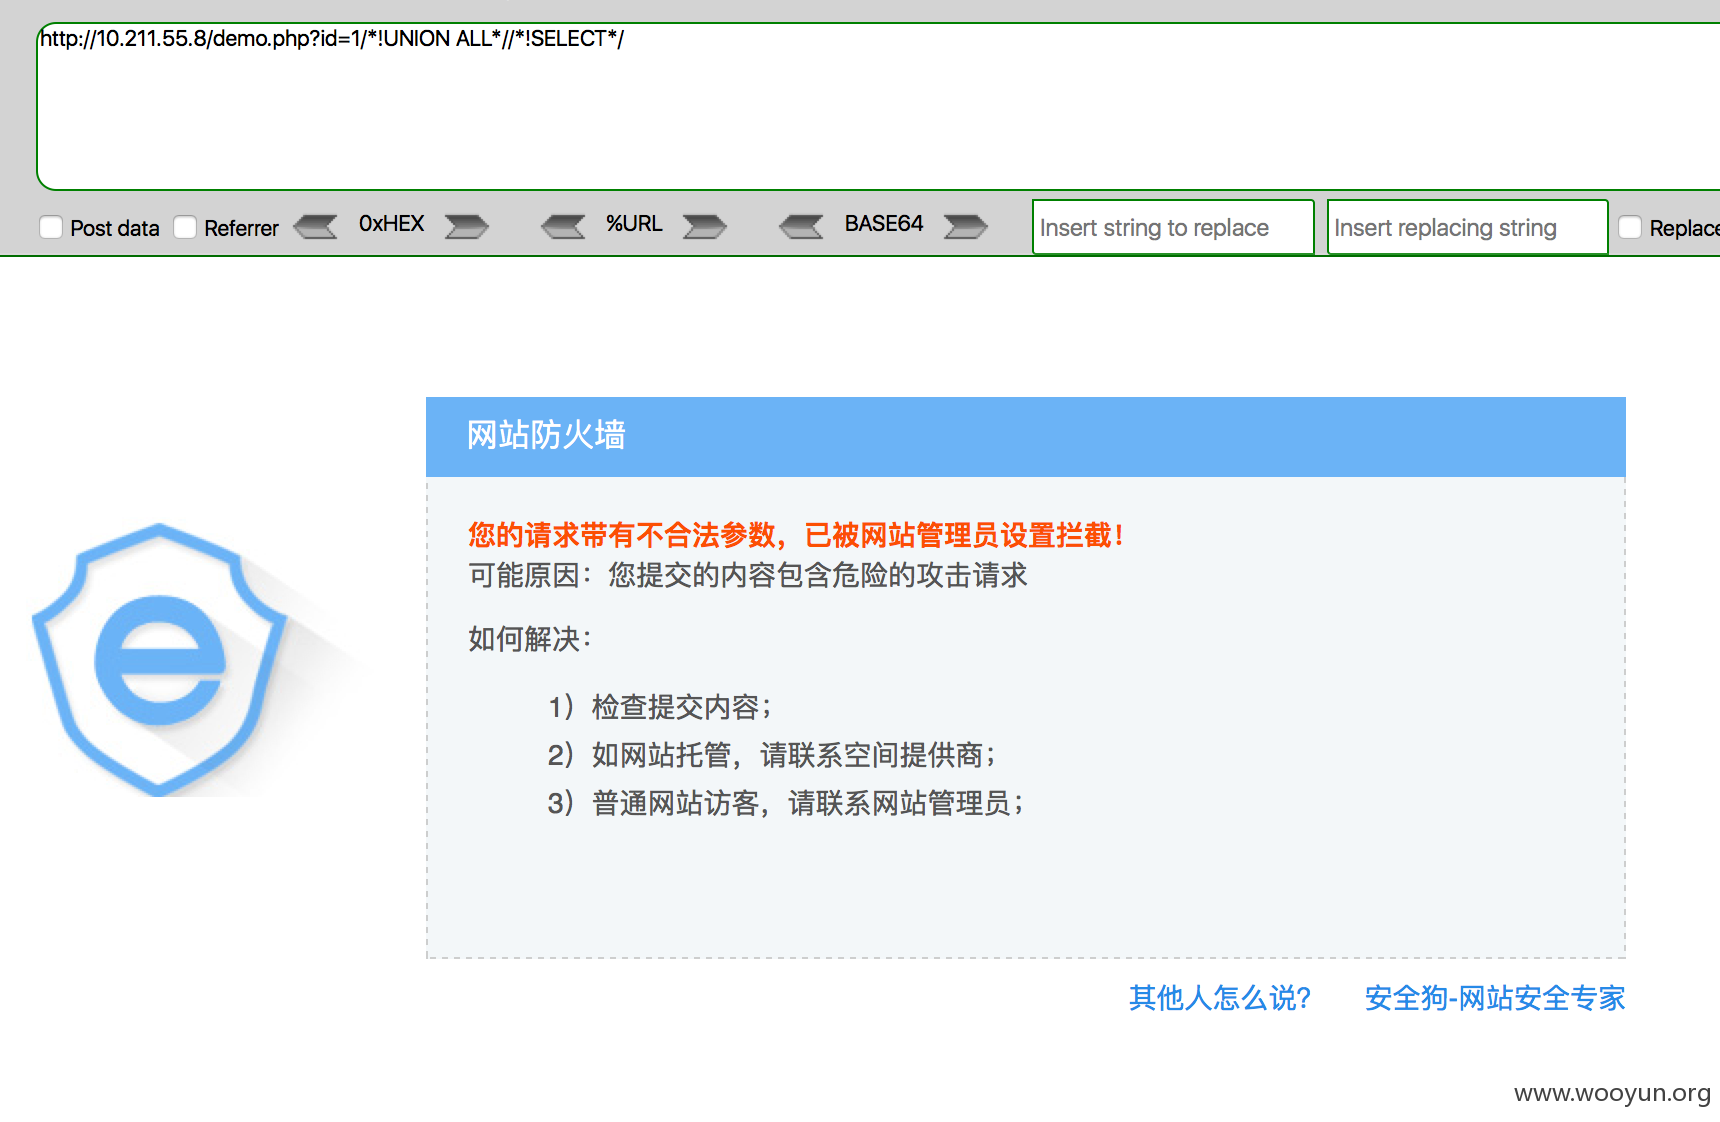 http://10.211.55.8/demo.php?id=1/*!UNION ALL*//*!SELECT*/
Post data Referrer 0xHEX %URL BASE64 Insert string to replace Insert replacing string Replace
网站防火墙
您的请求带有不合法参数，已被网站管理员设置拦截！
可能原因：您提交的内容包含危险的攻击请求
如何解决：
1）检查提交内容；
2）如网站托管，请联系空间提供商；
3）普通网站访客，请联系网站管理员；
其他人怎么说? 安全狗-网站安全专家
www.wooyun.org